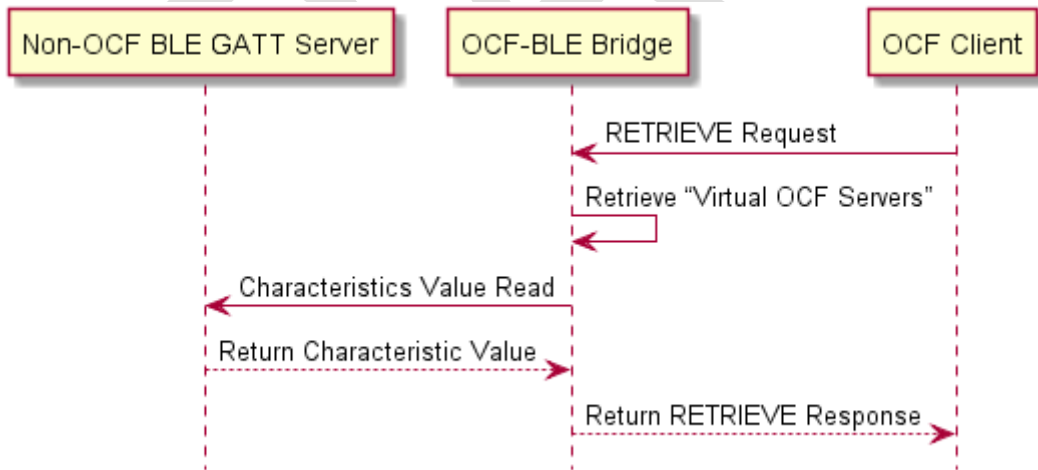 Non-OCF BLE GATT Server
OCF-BLE Bridge
OCF Client
RETRIEVE Request
Retrieve “Virtual OCF Servers”
Characteristics Value Read
Return Characteristic Value
Return RETRIEVE Response